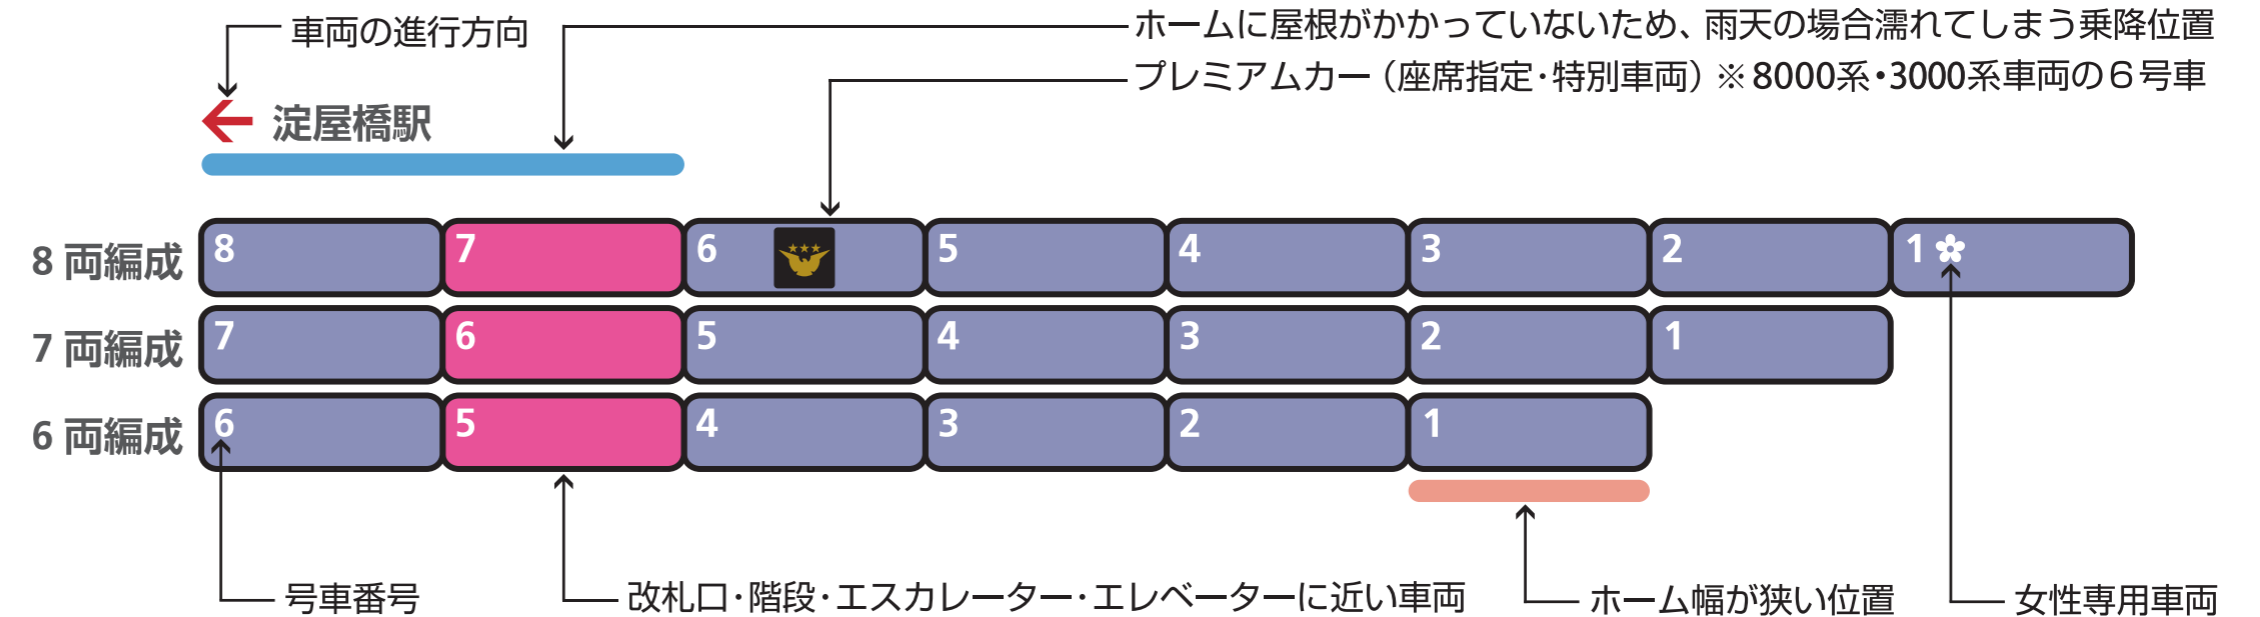 車両の進行方向
ホームに屋根がかかっていないため、雨天の場合濡れてしまう乗降位置
プレミアムカー（座席指定・特別車両）※8000系・3000系車両の６号車
淀屋橋駅
8 両編成 8 7 6 5 4 3 2 1
7 両編成 7 6 5 4 3 2 1
6 両編成 6 5 4 3 2 1
号車番号
改札口・階段・エスカレーター・エレベーターに近い車両
ホーム幅が狭い位置
女性専用車両